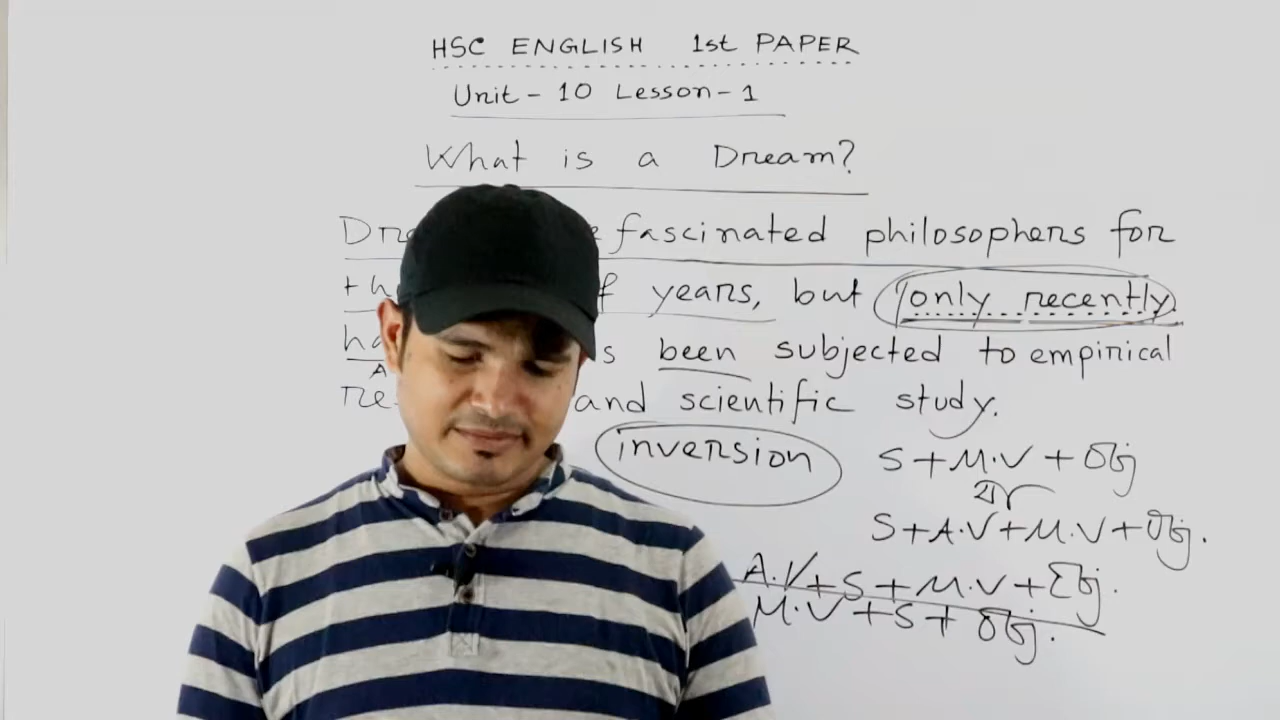 HSC ENGLISH 1st PAPER
Unit - 10 Lesson - 1
What is a Dream?
fascinated philosophers for
years, but only recently
been subjected to empirical
and scientific study.
inversion
S + M.V + Obj
S + A.V + M.V + Obj.
A.V + S + M.V + Obj.
M.V + S + Obj.